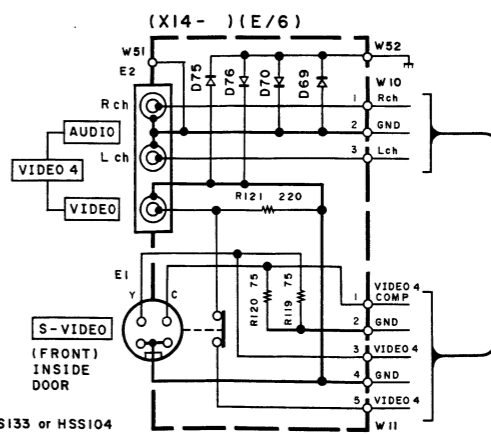 (X14- )(E/6)
W51
W52
E2
D75
D76
D70
D69
W10
Rch
1 Rch
AUDIO
2 GND
Lch
3 Lch
VIDEO 4
VIDEO
R121 220
E1
Y
C
R120 75
R119 75
1 VIDEO 4 COMP
2 GND
S-VIDEO
3 VIDEO 4
(FRONT)
INSIDE
DOOR
4 GND
5 VIDEO 4
S133 or HSS104
W11